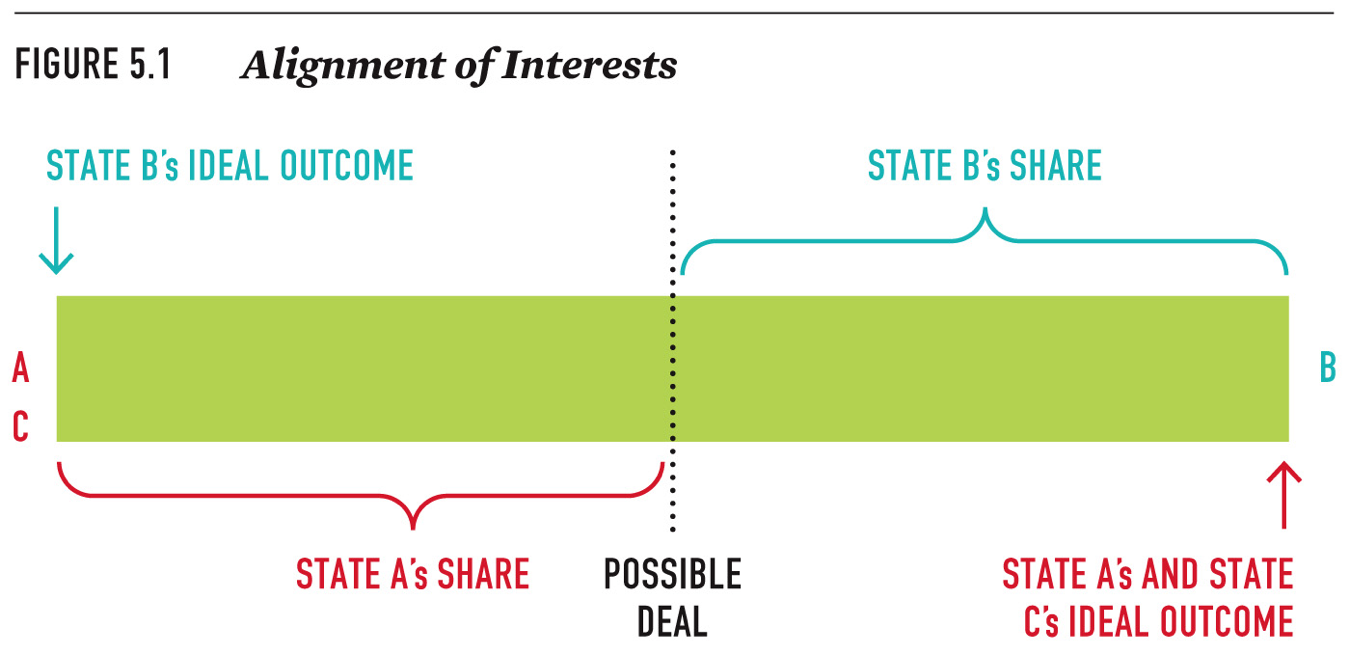 FIGURE 5.1 Alignment of Interests
STATE B's IDEAL OUTCOME
STATE B's SHARE
A
B
C
STATE A's SHARE
POSSIBLE
DEAL
STATE A's AND STATE
C's IDEAL OUTCOME